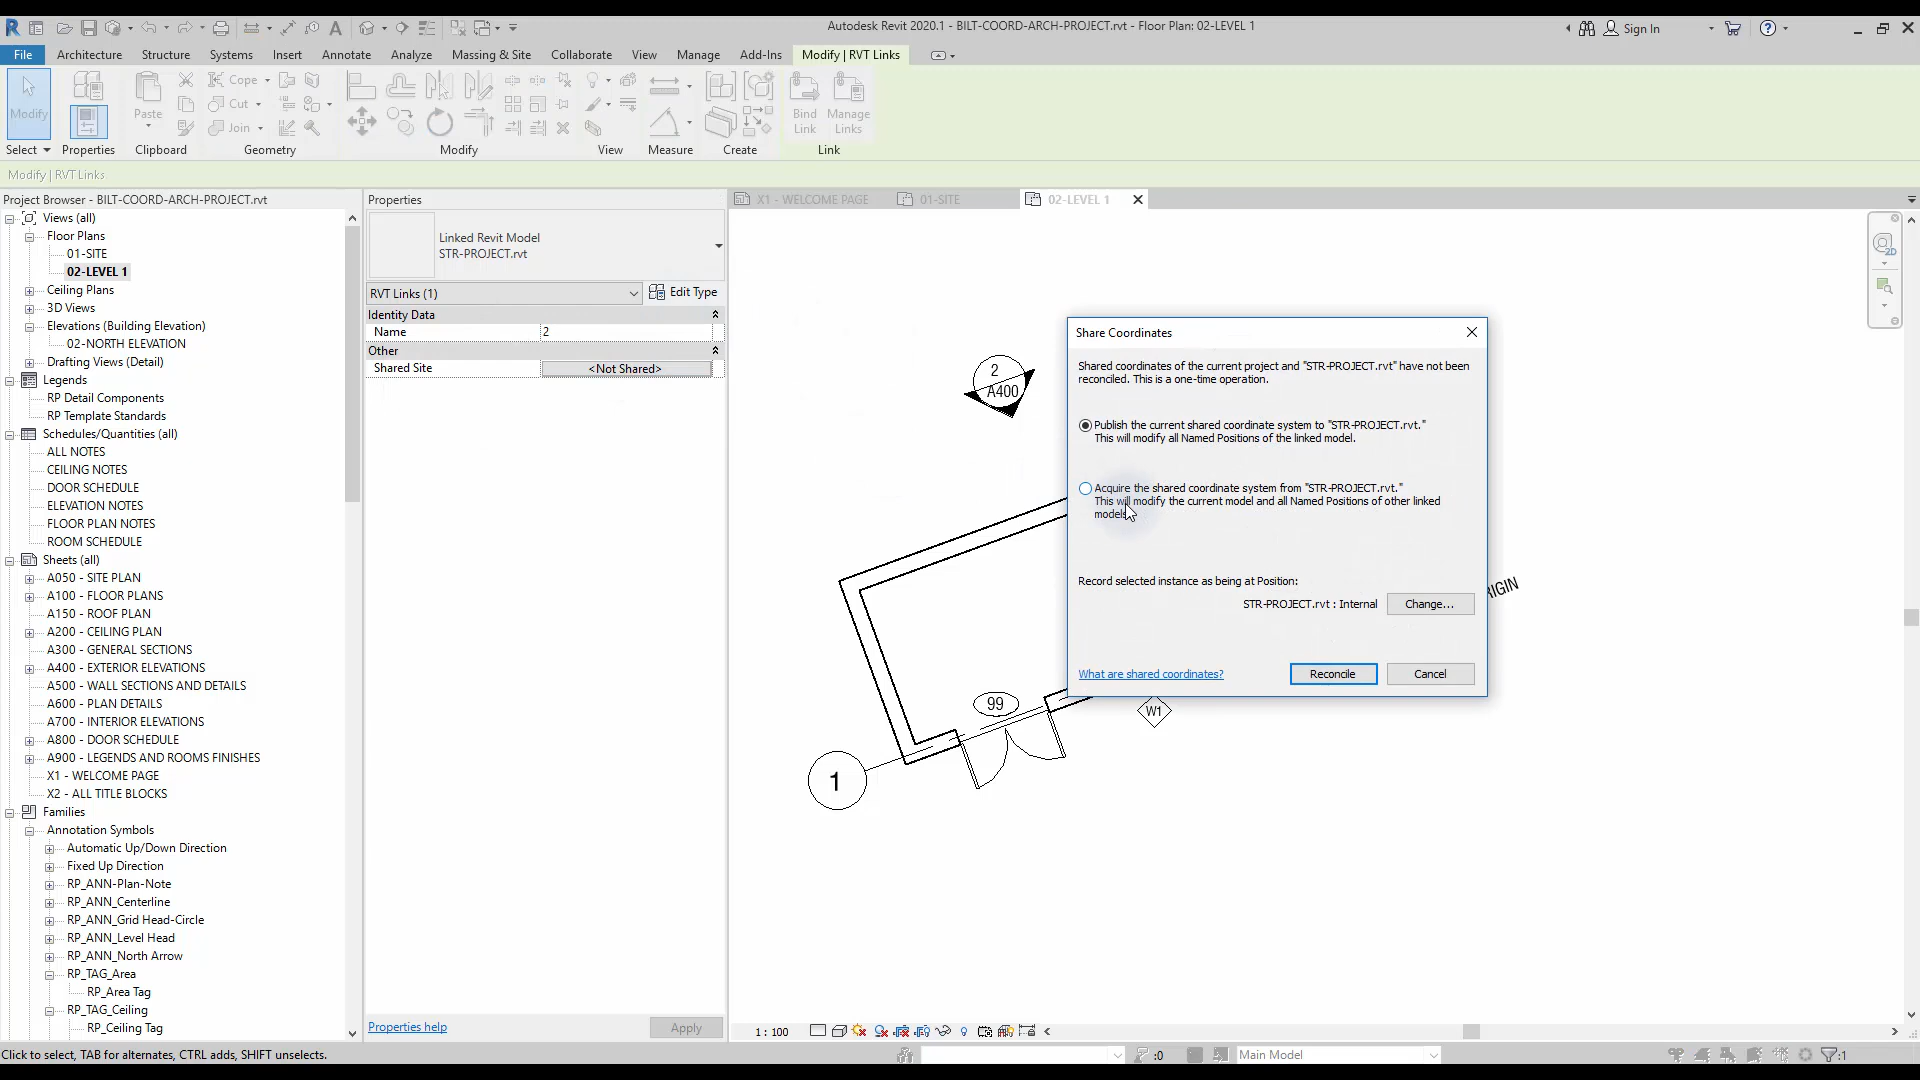 Autodesk Revit 2020.1 - BILT-COORD-ARCH-PROJECT.rvt - Floor Plan: 02-LEVEL 1
Sign In
File Architecture Structure Systems Insert Annotate Analyze Massing & Site Collaborate View Manage Add-Ins Modify | RVT Links
Modify
Paste
Cope
Cut
Join
Bind Link
Manage Links
Select Properties Clipboard Geometry Modify View Measure Create Link
Modify | RVT Links
Project Browser - BILT-COORD-ARCH-PROJECT.rvt
Views (all)
Floor Plans
01-SITE
02-LEVEL 1
Ceiling Plans
3D Views
Elevations (Building Elevation)
02-NORTH ELEVATION
Drafting Views (Detail)
Legends
RP Detail Components
RP Template Standards
Schedules/Quantities (all)
ALL NOTES
CEILING NOTES
DOOR SCHEDULE
ELEVATION NOTES
FLOOR PLAN NOTES
ROOM SCHEDULE
Sheets (all)
A050 - SITE PLAN
A100 - FLOOR PLANS
A150 - ROOF PLAN
A200 - CEILING PLAN
A300 - GENERAL SECTIONS
A400 - EXTERIOR ELEVATIONS
A500 - WALL SECTIONS AND DETAILS
A600 - PLAN DETAILS
A700 - INTERIOR ELEVATIONS
A800 - DOOR SCHEDULE
A900 - LEGENDS AND ROOMS FINISHES
X1 - WELCOME PAGE
X2 - ALL TITLE BLOCKS
Families
Annotation Symbols
Automatic Up/Down Direction
Fixed Up Direction
RP_ANN-Plan-Note
RP_ANN_Centerline
RP_ANN_Grid Head-Circle
RP_ANN_Level Head
RP_ANN_North Arrow
RP_TAG_Area
RP_Area Tag
RP_TAG_Ceiling
RP_Ceiling Tag
Properties
Linked Revit Model
STR-PROJECT.rvt
RVT Links (1)
Edit Type
Identity Data
Name 2
Other
Shared Site <Not Shared>
Properties help
Apply
X1 - WELCOME PAGE 01-SITE 02-LEVEL 1
2D
2
A400
99
1
W1
RIGIN
Share Coordinates
Shared coordinates of the current project and "STR-PROJECT.rvt" have not been
reconciled. This is a one-time operation.
Publish the current shared coordinate system to "STR-PROJECT.rvt."
This will modify all Named Positions of the linked model.
Acquire the shared coordinate system from "STR-PROJECT.rvt."
This will modify the current model and all Named Positions of other linked
models.
Record selected instance as being at Position:
STR-PROJECT.rvt : Internal
Change...
What are shared coordinates?
Reconcile
Cancel
1 : 100
Click to select, TAB for alternates, CTRL adds, SHIFT unselects.
:0
Main Model
:1